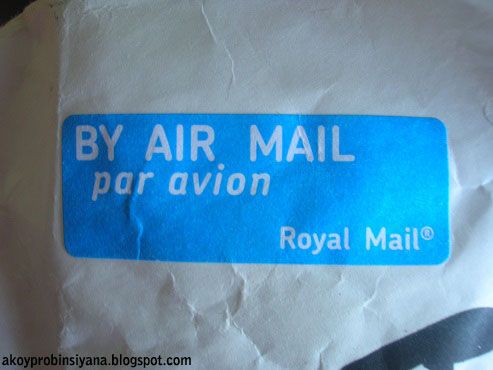 BY AIR MAIL
par avion
Royal Mail®
akoyprobinsiyana.blogspot.com